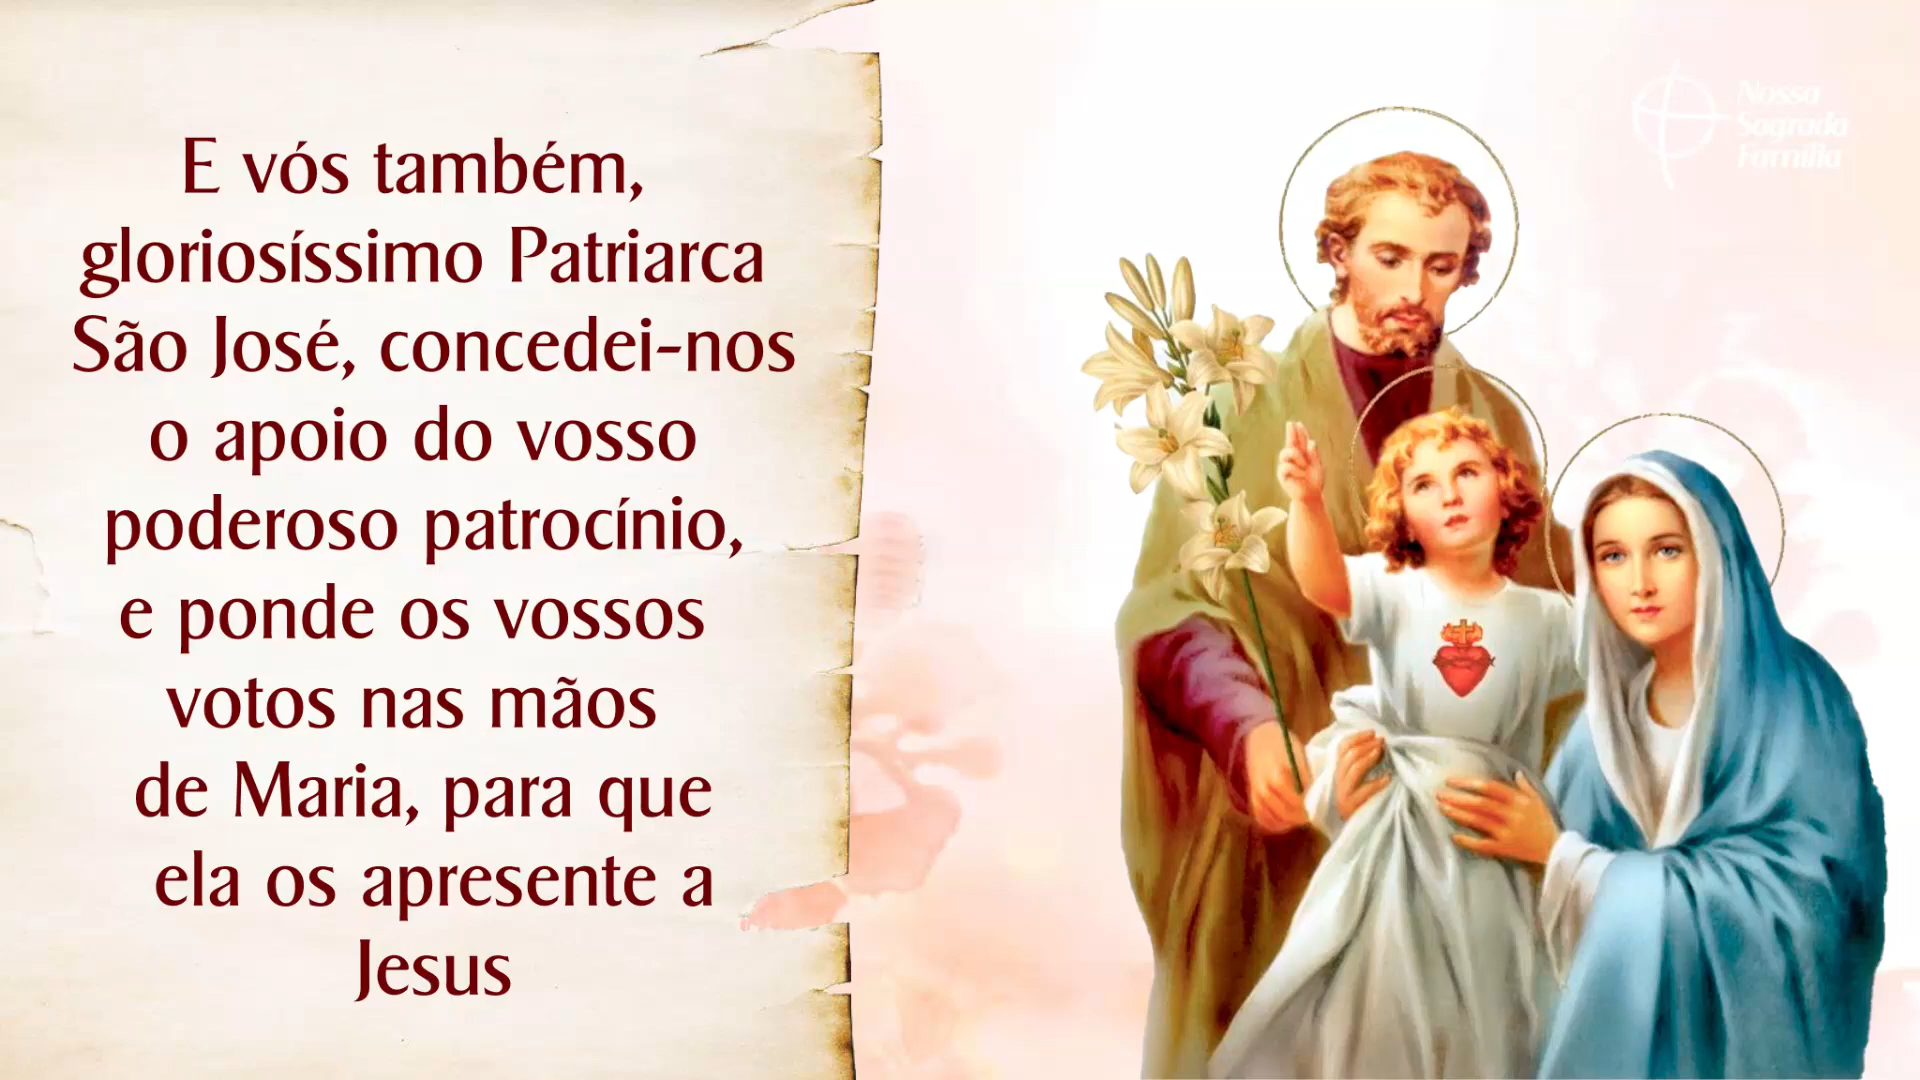 E vós também,
gloriosíssimo Patriarca
São José, concedei-nos
o apoio do vosso
poderoso patrocínio,
e ponde os vossos
votos nas mãos
de Maria, para que
ela os apresente a
Jesus
Nossa
Sagrada
Família